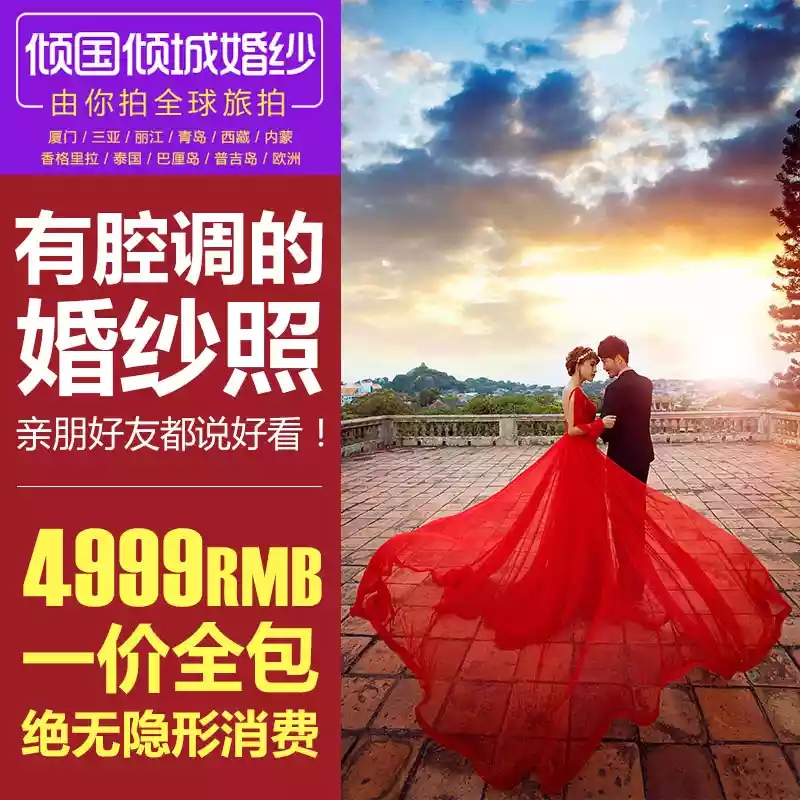 倾国倾城婚纱
由你拍全球旅拍
厦门/三亚/丽江/青岛/西藏/内蒙
香格里拉/泰国/巴厘岛/普吉岛/欧洲
有腔调的
婚纱照
亲朋好友都说好看！
4999RMB
一价全包
绝无隐形消费